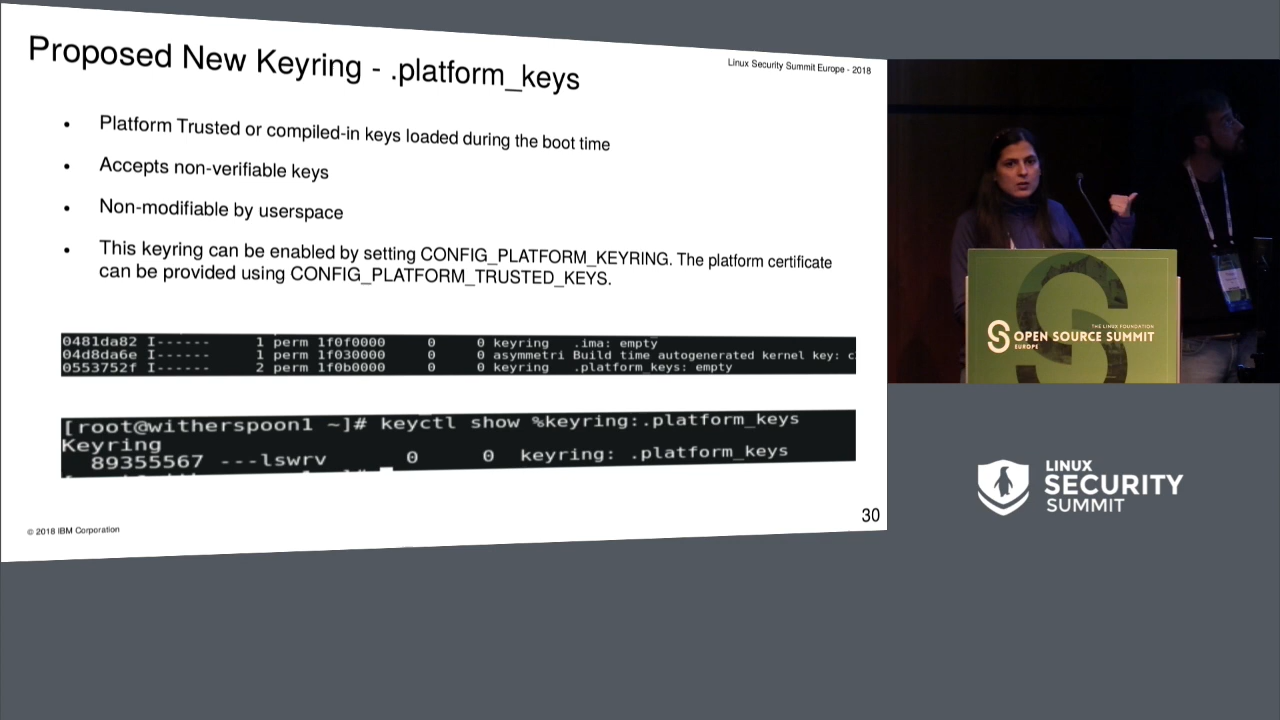 Proposed New Keyring - .platform_keys
Linux Security Summit Europe - 2018
• Platform Trusted or compiled-in keys loaded during the boot time
• Accepts non-verifiable keys
• Non-modifiable by userspace
• This keyring can be enabled by setting CONFIG_PLATFORM_KEYRING. The platform certificate
can be provided using CONFIG_PLATFORM_TRUSTED_KEYS.
0481da82 I------ 1 perm 1f0f0000 0 0 keyring .ima: empty
04d8da6e I------ 1 perm 1f030000 0 0 asymmetri Build time autogenerated kernel key: c
0553752f I------ 2 perm 1f0b0000 0 0 keyring .platform_keys: empty
[root@witherspoon1 ~]# keyctl show %keyring:.platform_keys
Keyring
89355567 ---lswrv 0 0 keyring: .platform_keys
© 2018 IBM Corporation
30
THE LINUX FOUNDATION
OPEN SOURCE SUMMIT
EUROPE
LINUX
SECURITY
SUMMIT